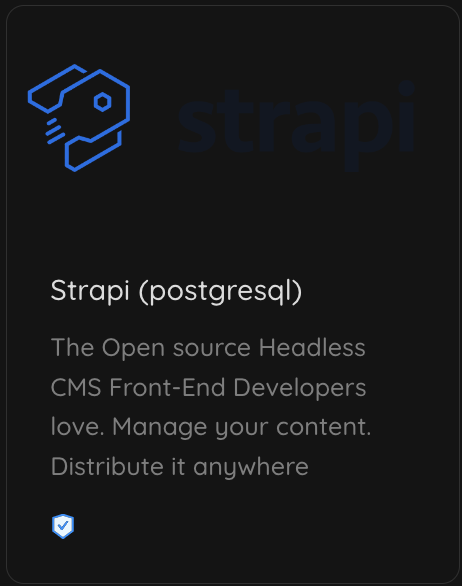 strapi
Strapi (postgresql)
The Open source Headless
CMS Front-End Developers
love. Manage your content.
Distribute it anywhere